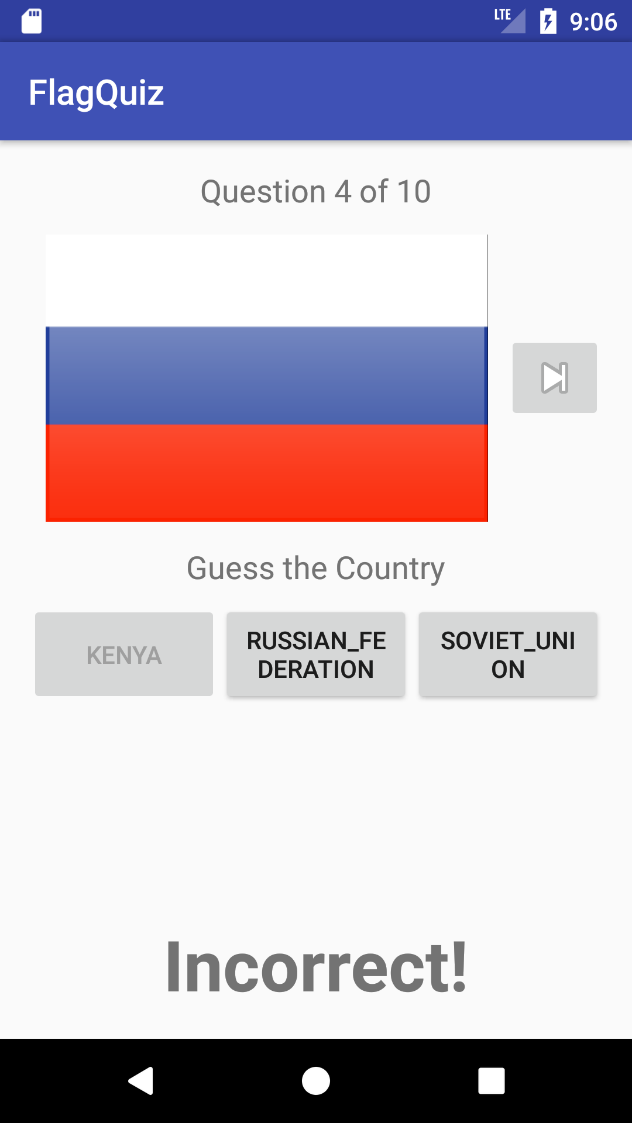 LTE 9:06
FlagQuiz
Question 4 of 10
Guess the Country
KENYA
RUSSIAN_FE
DERATION
SOVIET_UNI
ON
Incorrect!